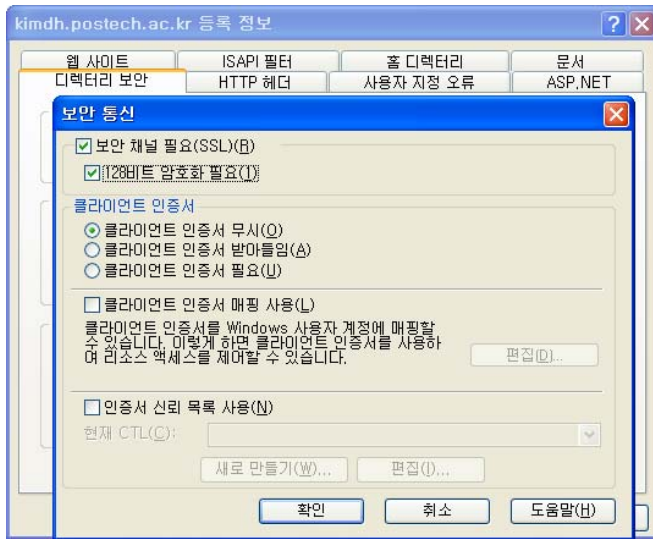 kimdh.postech.ac.kr 등록 정보
웹 사이트
ISAPI 필터
홈 디렉터리
문서
디렉터리 보안
HTTP 헤더
사용자 지정 오류
ASP.NET
보안 통신
보안 채널 필요(SSL)(R)
128비트 암호화 필요(1)
클라이언트 인증서
클라이언트 인증서 무시(O)
클라이언트 인증서 받아들임(A)
클라이언트 인증서 필요(U)
클라이언트 인증서 매핑 사용(L)
클라이언트 인증서를 Windows 사용자 계정에 매핑할
수 있습니다. 이렇게 하면 클라이언트 인증서를 사용하
여 리소스 액세스를 제어할 수 있습니다.
편집(D)...
인증서 신뢰 목록 사용(N)
현재 CTL(C):
새로 만들기(W)...
편집(I)...
확인
취소
도움말(H)